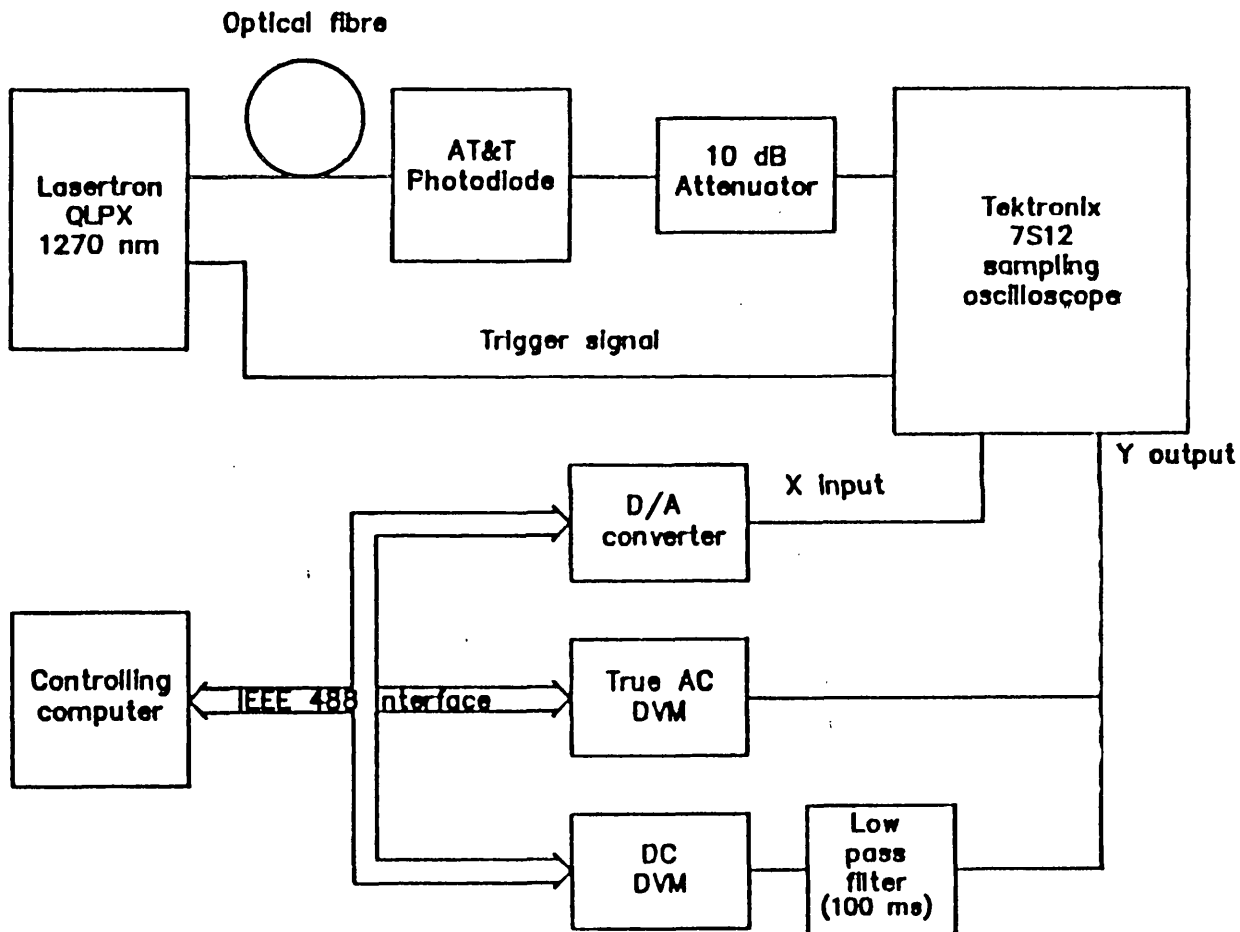 Optical fibre
Lasertron
QLPX
1270 nm
AT&T
Photodiode
10 dB
Attenuator
Tektronix
7S12
sampling
oscilloscope
Trigger signal
Y output
X input
D/A
converter
Controlling
computer
IEEE 488 interface
True AC
DVM
DC
DVM
Low
pass
filter
(100 ms)